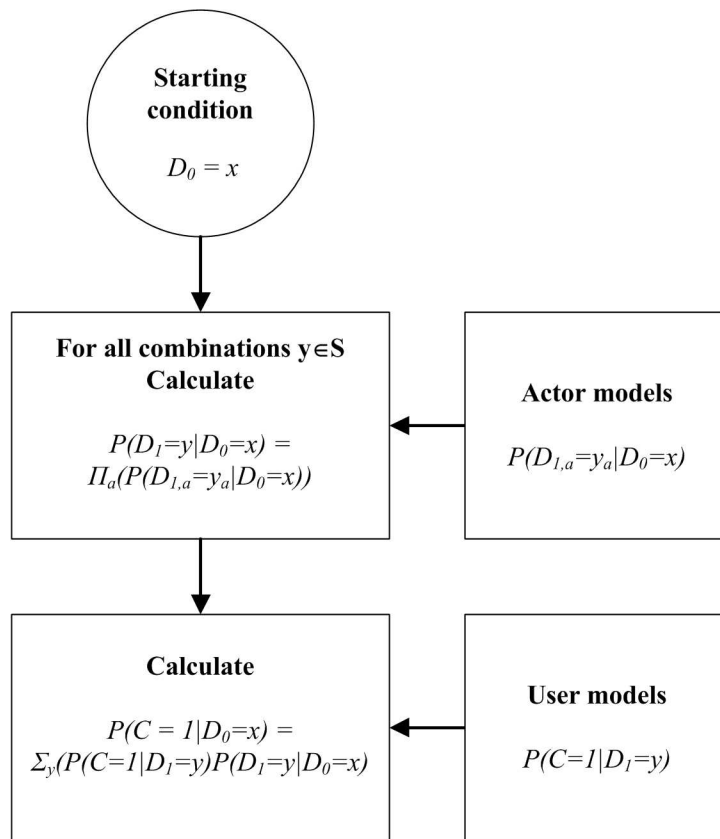 Starting
condition
D₀ = x
For all combinations y∈S
Calculate
P(D₁=y|D₀=x) =
Πₐ(P(D₁,ₐ=yₐ|D₀=x))
Actor models
P(D₁,ₐ=yₐ|D₀=x)
Calculate
P(C = 1|D₀=x) =
Σᵧ(P(C=1|D₁=y)P(D₁=y|D₀=x)
User models
P(C=1|D₁=y)